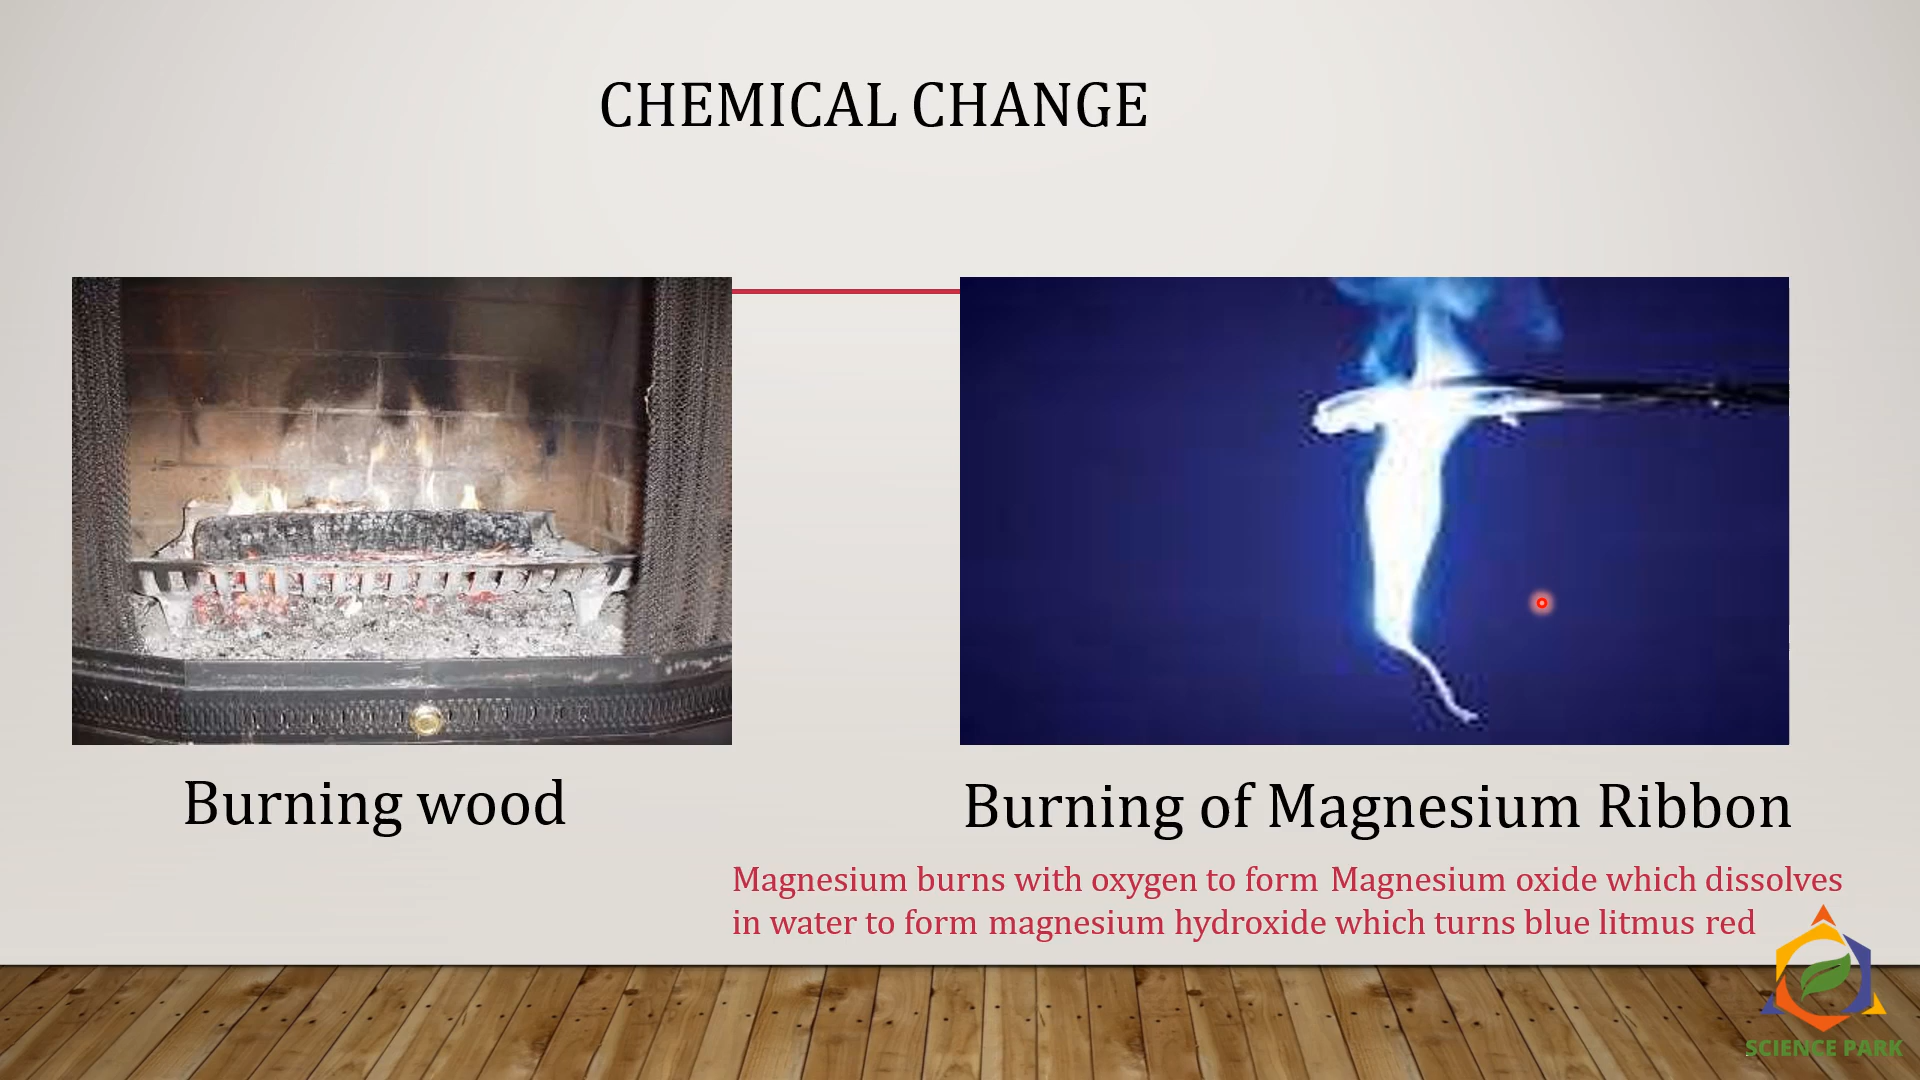 CHEMICAL CHANGE
Burning wood
Burning of Magnesium Ribbon
Magnesium burns with oxygen to form Magnesium oxide which dissolves
in water to form magnesium hydroxide which turns blue litmus red
SCIENCE PARK